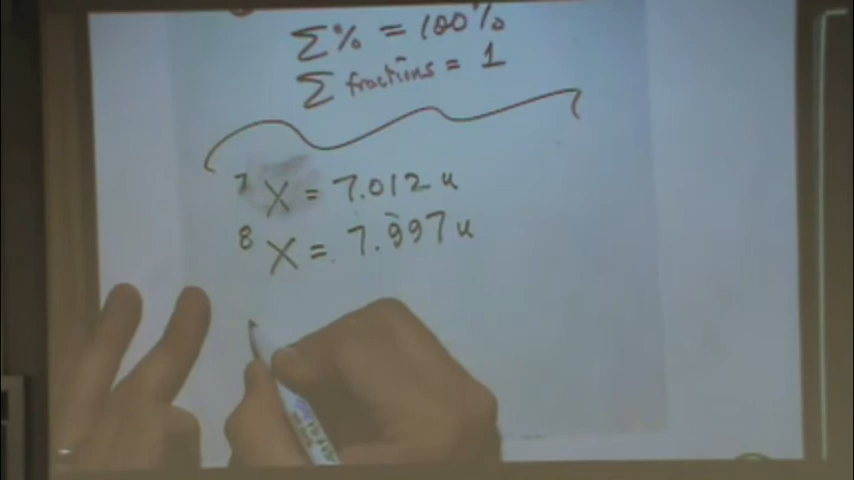 Σ% = 100%
Σ fractions = 1
⁷X = 7.012 u
⁸X = 7.997 u